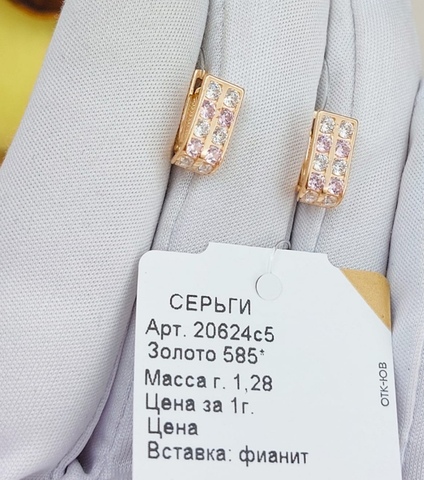 СЕРЬГИ
Арт. 20624с5
Золото 585*
Масса г. 1,28
Цена за 1г.
Цена
Вставка: фианит
ОТК-ЮВ